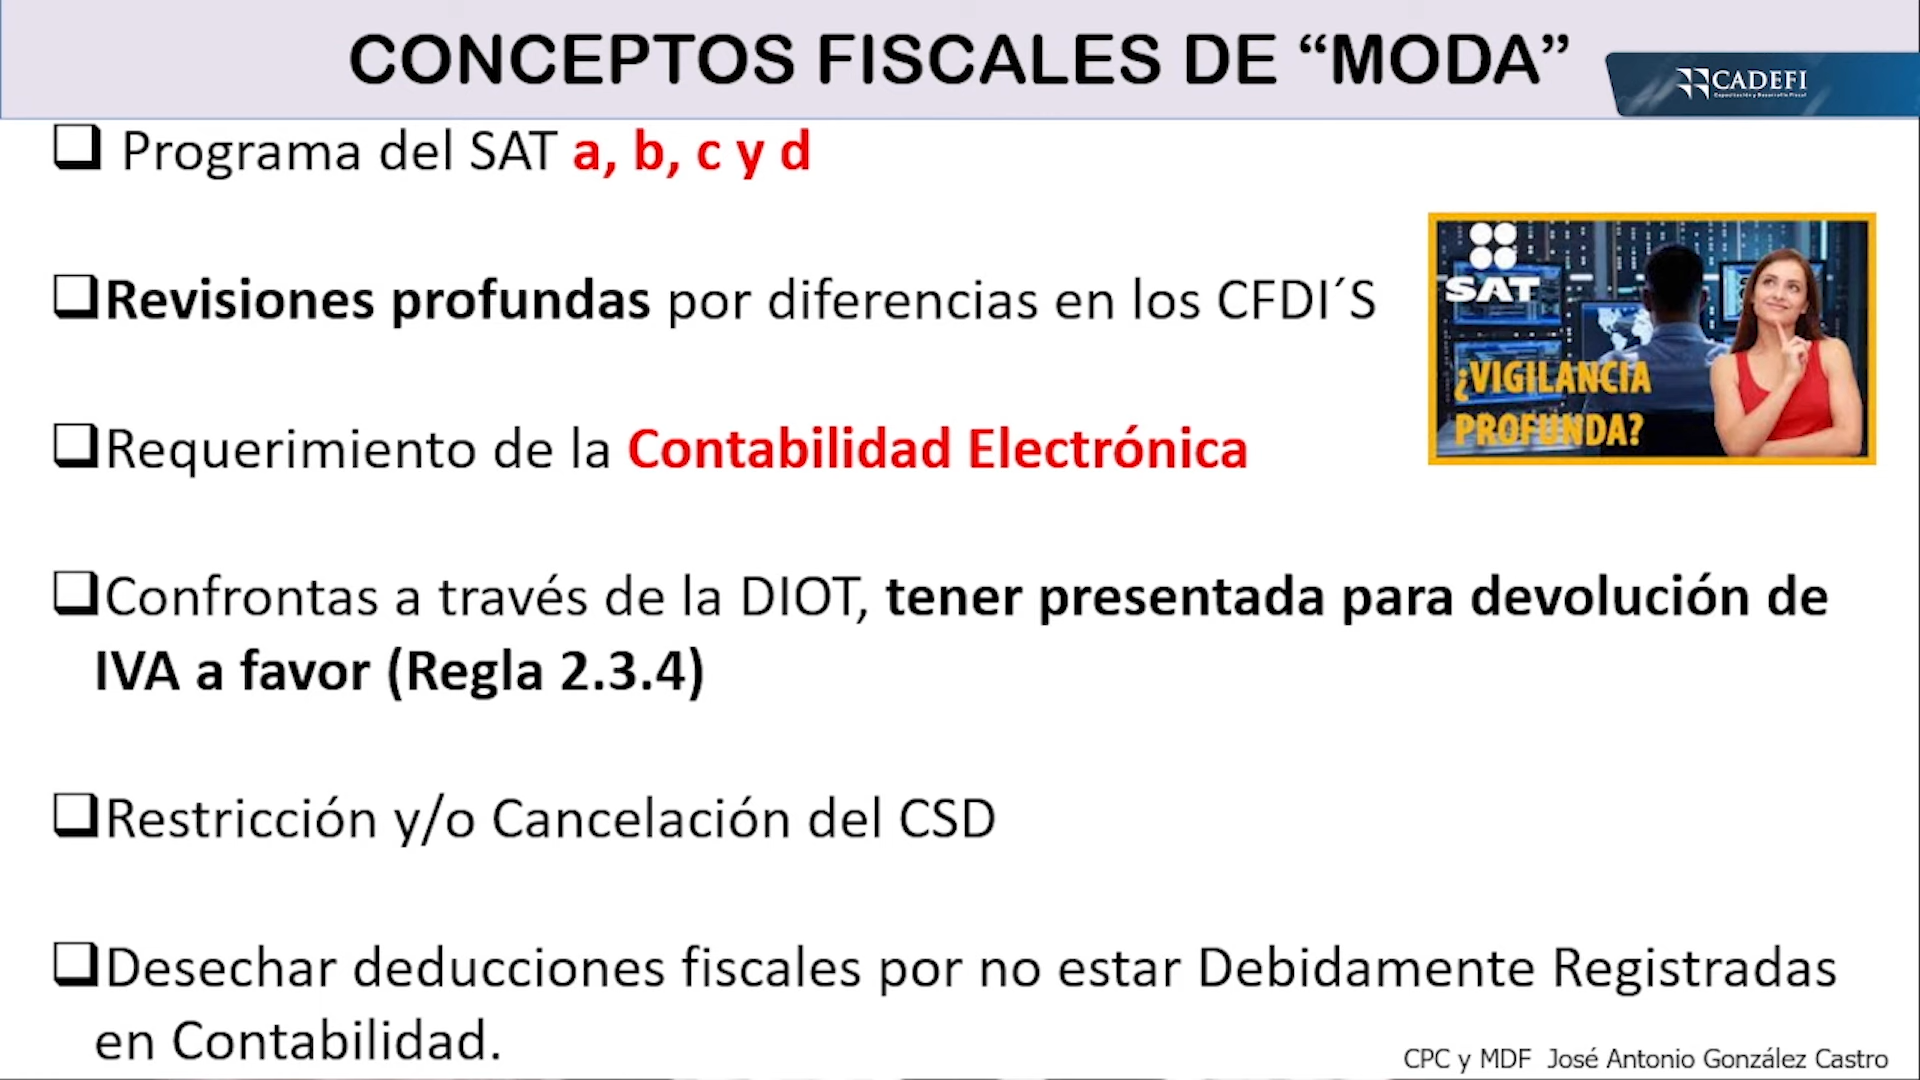 CONCEPTOS FISCALES DE “MODA”
CADEFI
Capacitación y Desarrollo Fiscal
Programa del SAT a, b, c y d
Revisiones profundas por diferencias en los CFDI´S
SAT
¿VIGILANCIA
PROFUNDA?
Requerimiento de la Contabilidad Electrónica
Confrontas a través de la DIOT, tener presentada para devolución de
IVA a favor (Regla 2.3.4)
Restricción y/o Cancelación del CSD
Desechar deducciones fiscales por no estar Debidamente Registradas
en Contabilidad.
CPC y MDF José Antonio González Castro